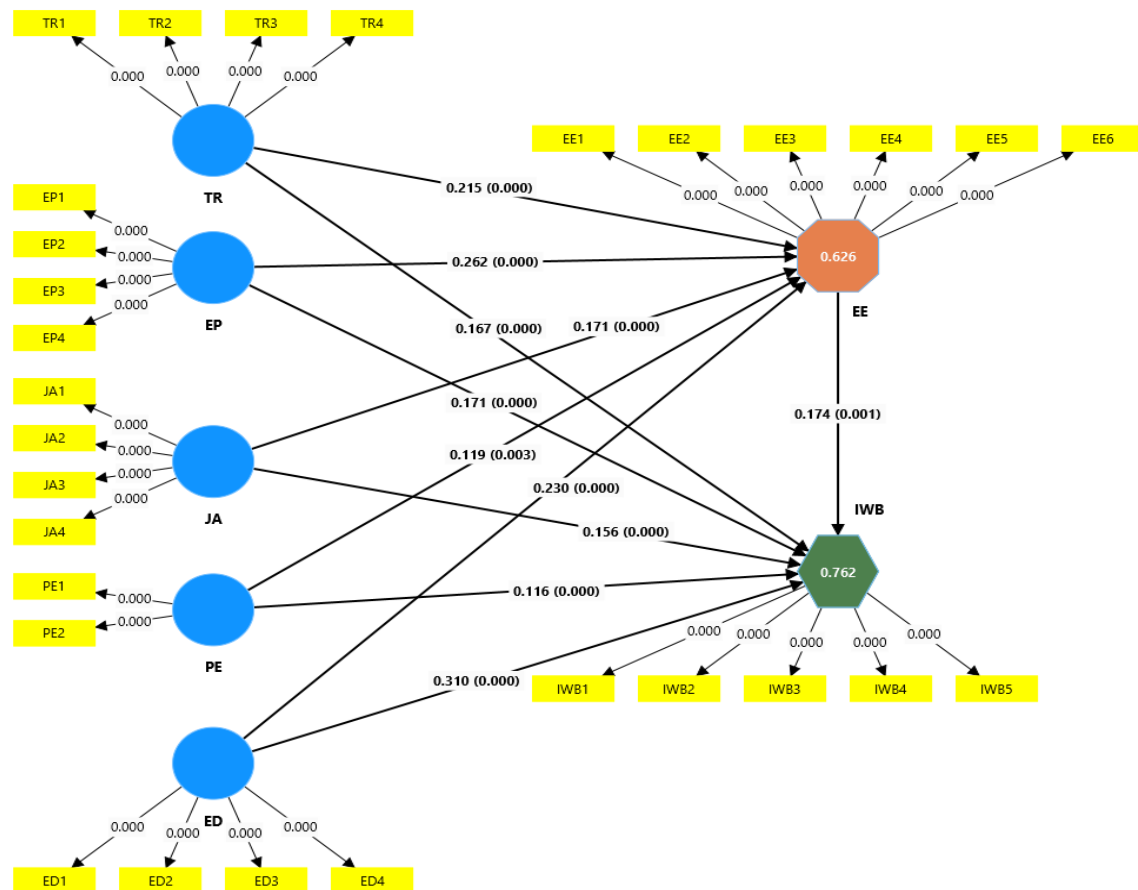 TR1
TR2
TR3
TR4
0.000
0.000
0.000
0.000
TR
EE1
EE2
EE3
EE4
EE5
EE6
0.000
0.000
0.000
0.000
0.000
0.000
0.626
EE
EP1
EP2
EP3
EP4
0.000
0.000
0.000
0.000
EP
0.215 (0.000)
0.262 (0.000)
0.167 (0.000)
0.171 (0.000)
JA1
JA2
JA3
JA4
0.000
0.000
0.000
0.000
JA
0.171 (0.000)
0.174 (0.001)
0.119 (0.003)
0.230 (0.000)
0.156 (0.000)
IWB
0.762
PE1
PE2
0.000
0.000
PE
0.116 (0.000)
0.310 (0.000)
0.000
0.000
0.000
0.000
0.000
IWB1
IWB2
IWB3
IWB4
IWB5
ED
0.000
0.000
0.000
0.000
ED1
ED2
ED3
ED4